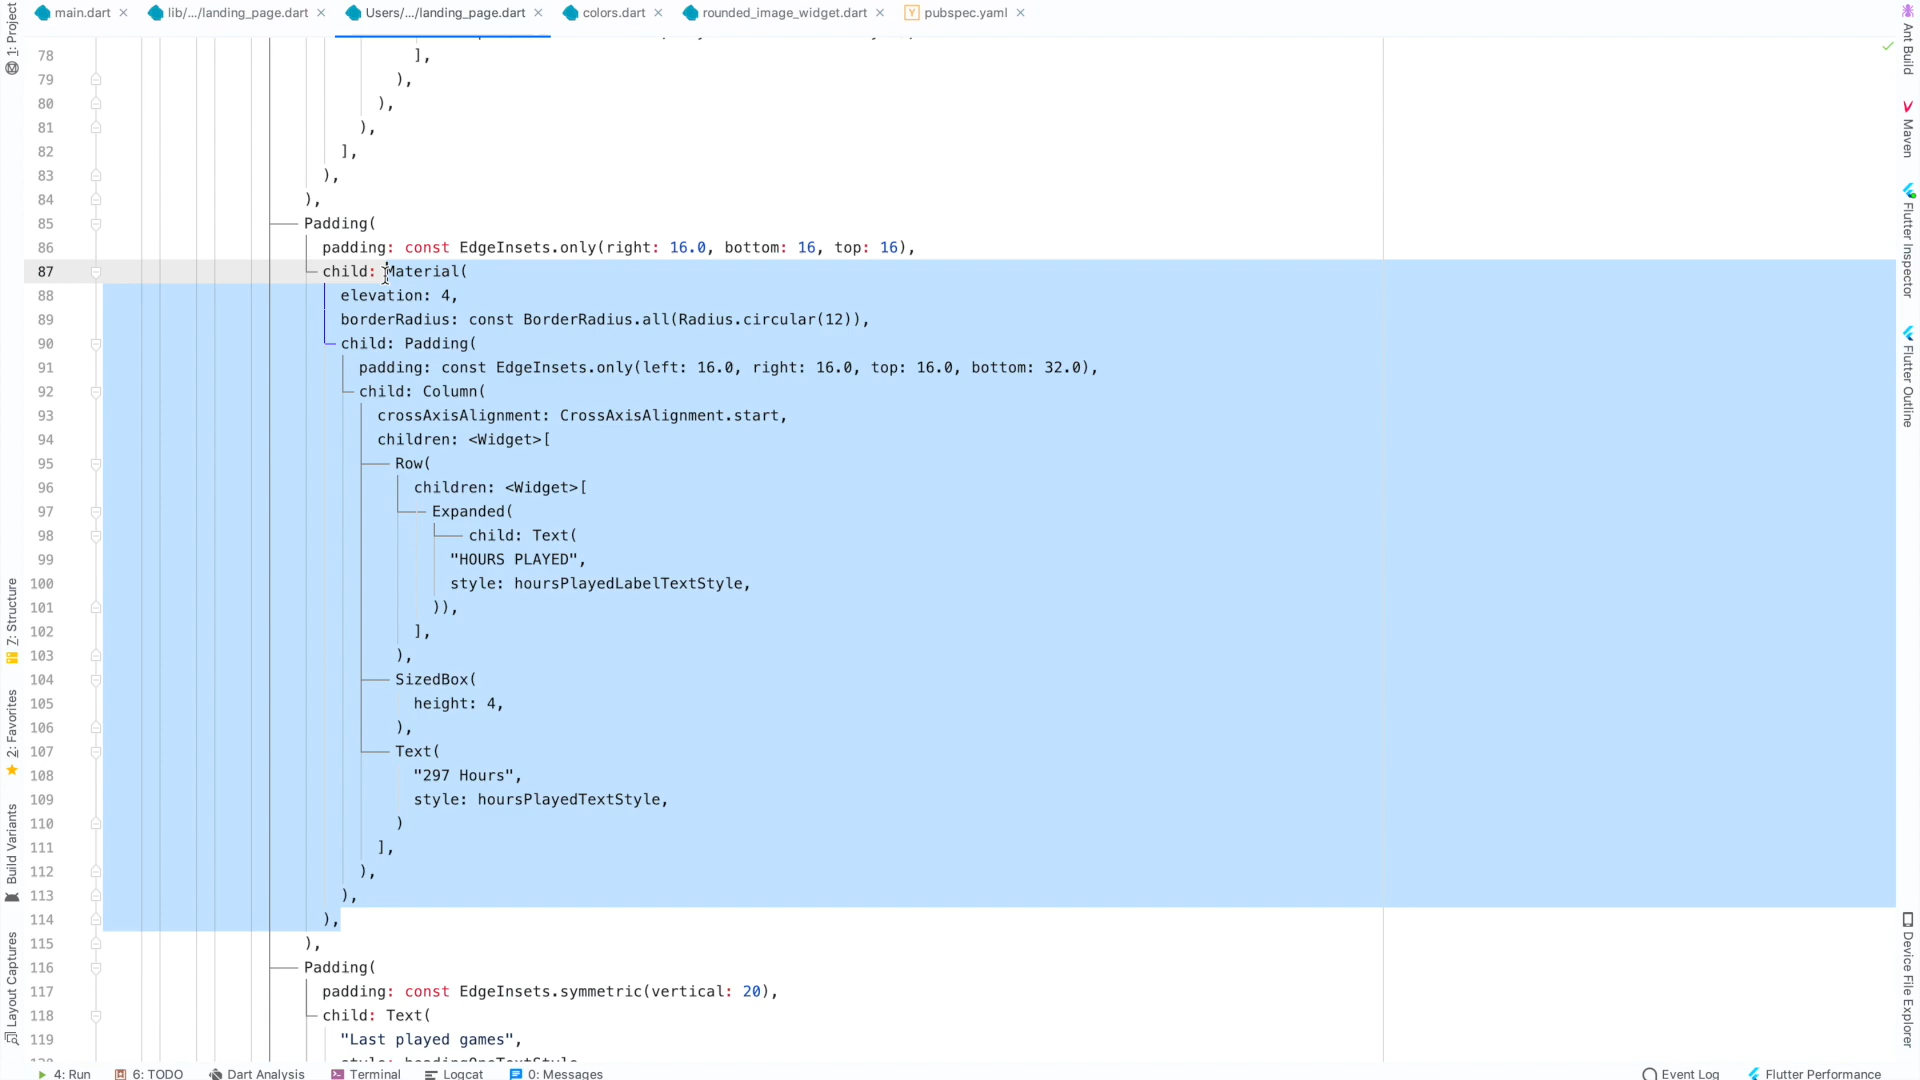 main.dart
lib/.../landing_page.dart
Users/.../landing_page.dart
colors.dart
rounded_image_widget.dart
pubspec.yaml
1: Project
7: Structure
2: Favorites
Build Variants
Layout Captures
78 ],
79 ),
80 ),
81 ),
82 ],
83 ),
84 ),
85 Padding(
86 padding: const EdgeInsets.only(right: 16.0, bottom: 16, top: 16),
87 child: Material(
88 elevation: 4,
89 borderRadius: const BorderRadius.all(Radius.circular(12)),
90 child: Padding(
91 padding: const EdgeInsets.only(left: 16.0, right: 16.0, top: 16.0, bottom: 32.0),
92 child: Column(
93 crossAxisAlignment: CrossAxisAlignment.start,
94 children: <Widget>[
95 Row(
96 children: <Widget>[
97 Expanded(
98 child: Text(
99 "HOURS PLAYED",
100 style: hoursPlayedLabelTextStyle,
101 )),
102 ],
103 ),
104 SizedBox(
105 height: 4,
106 ),
107 Text(
108 "297 Hours",
109 style: hoursPlayedTextStyle,
110 )
111 ],
112 ),
113 ),
114 ),
115 ),
116 Padding(
117 padding: const EdgeInsets.symmetric(vertical: 20),
118 child: Text(
119 "Last played games",
style: headingOneTextStyle
Ant Build
Maven
Flutter Inspector
Flutter Outline
Device File Explorer
4: Run
6: TODO
Dart Analysis
Terminal
Logcat
0: Messages
Event Log
Flutter Performance